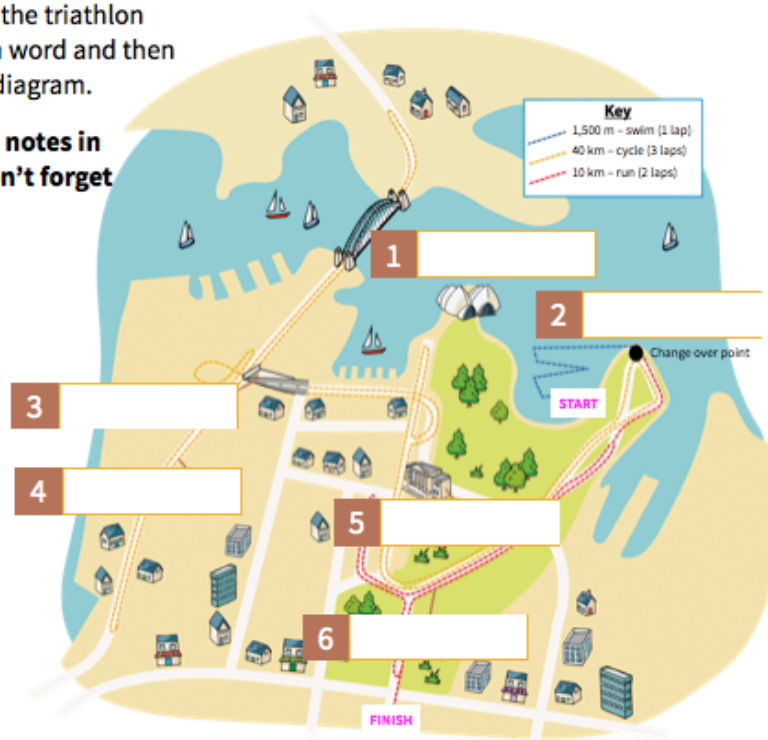 the triathlon
word and then
diagram.
notes in
n't forget
Key
1,500 m – swim (1 lap)
40 km – cycle (3 laps)
10 km – run (2 laps)
1
2
Change over point
START
3
4
5
6
FINISH